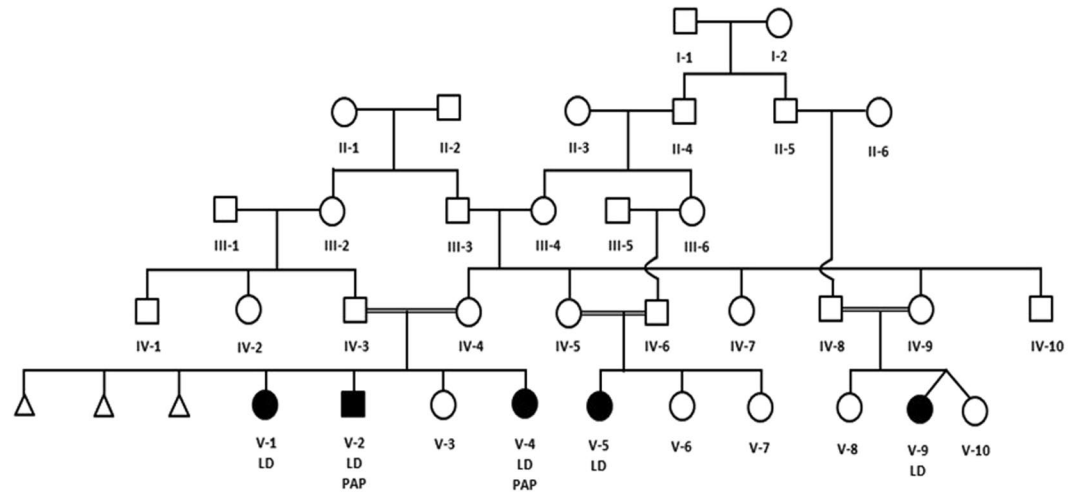 I-1 I-2
II-1 II-2 II-3 II-4 II-5 II-6
III-1 III-2 III-3 III-4 III-5 III-6
IV-1 IV-2 IV-3 IV-4 IV-5 IV-6 IV-7 IV-8 IV-9 IV-10
V-1 V-2 V-3 V-4 V-5 V-6 V-7 V-8 V-9 V-10
LD LD LD LD LD
PAP PAP